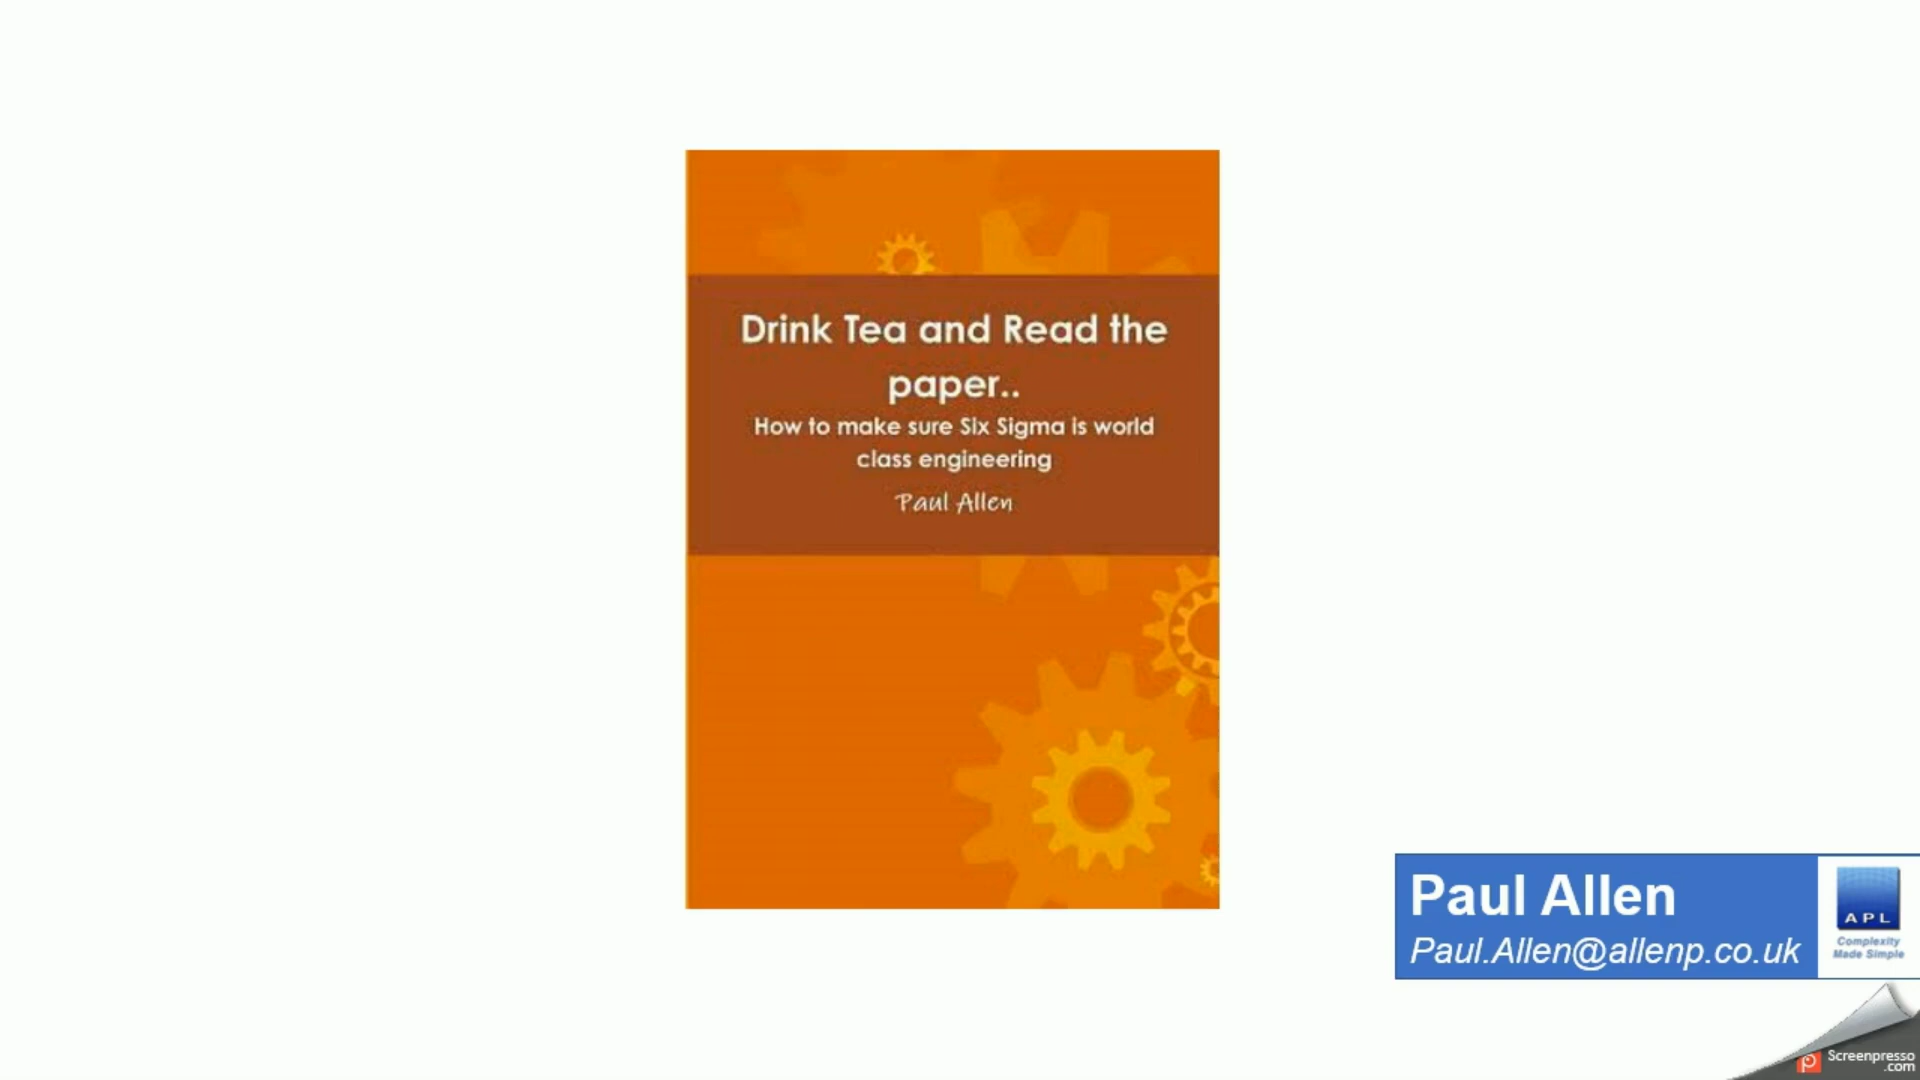 Drink Tea and Read the
paper..
How to make sure Six Sigma is world
class engineering
Paul Allen
Paul Allen
Paul.Allen@allenp.co.uk
APL
Complexity
Made Simple
Screenpresso
.com